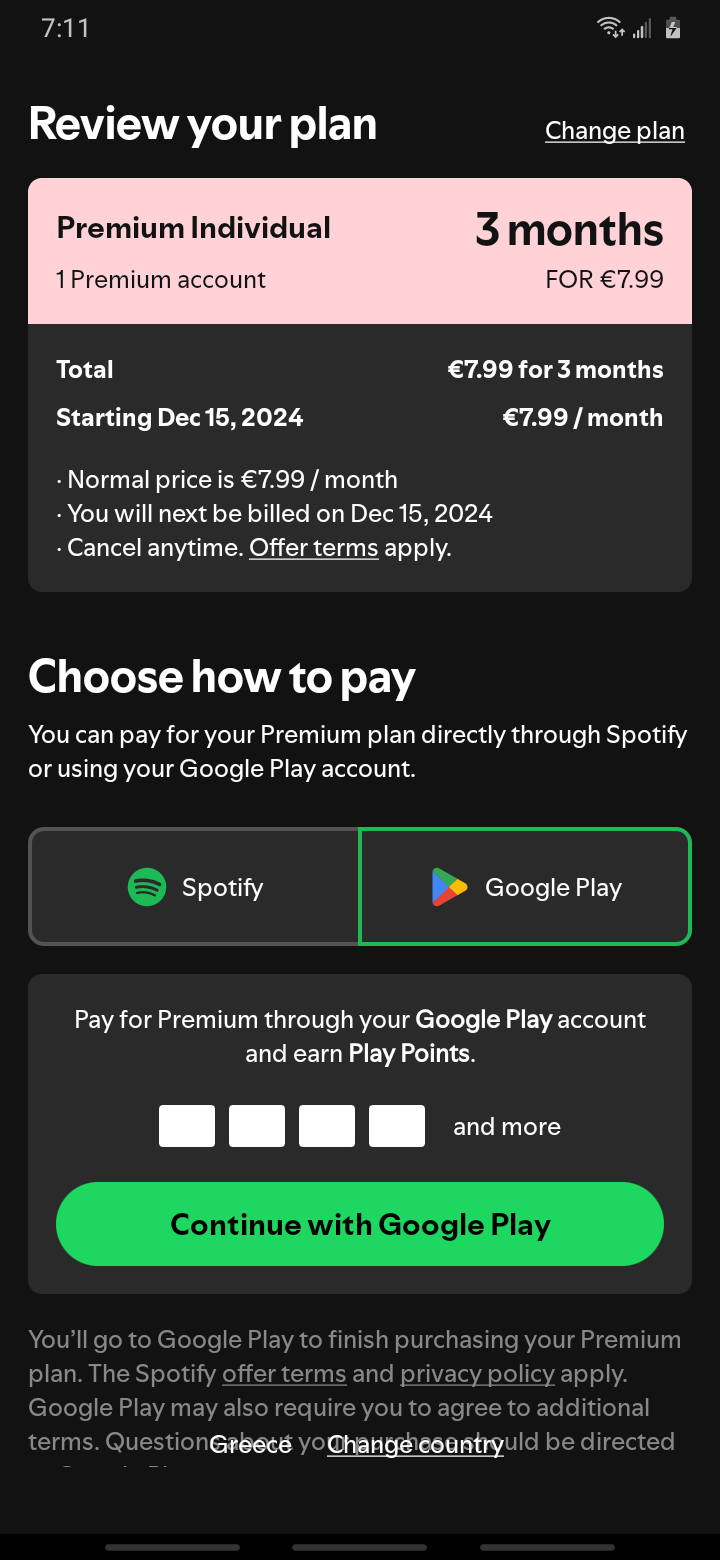 7:11
Review your plan
Change plan
Premium Individual
3 months
1 Premium account
FOR €7.99
Total
€7.99 for 3 months
Starting Dec 15, 2024
€7.99 / month
· Normal price is €7.99 / month
· You will next be billed on Dec 15, 2024
· Cancel anytime. Offer terms apply.
Choose how to pay
You can pay for your Premium plan directly through Spotify
or using your Google Play account.
Spotify
Google Play
Pay for Premium through your Google Play account
and earn Play Points.
and more
Continue with Google Play
You’ll go to Google Play to finish purchasing your Premium
plan. The Spotify offer terms and privacy policy apply.
Google Play may also require you to agree to additional
terms. Questions about your purchase should be directed
Greece
Change country